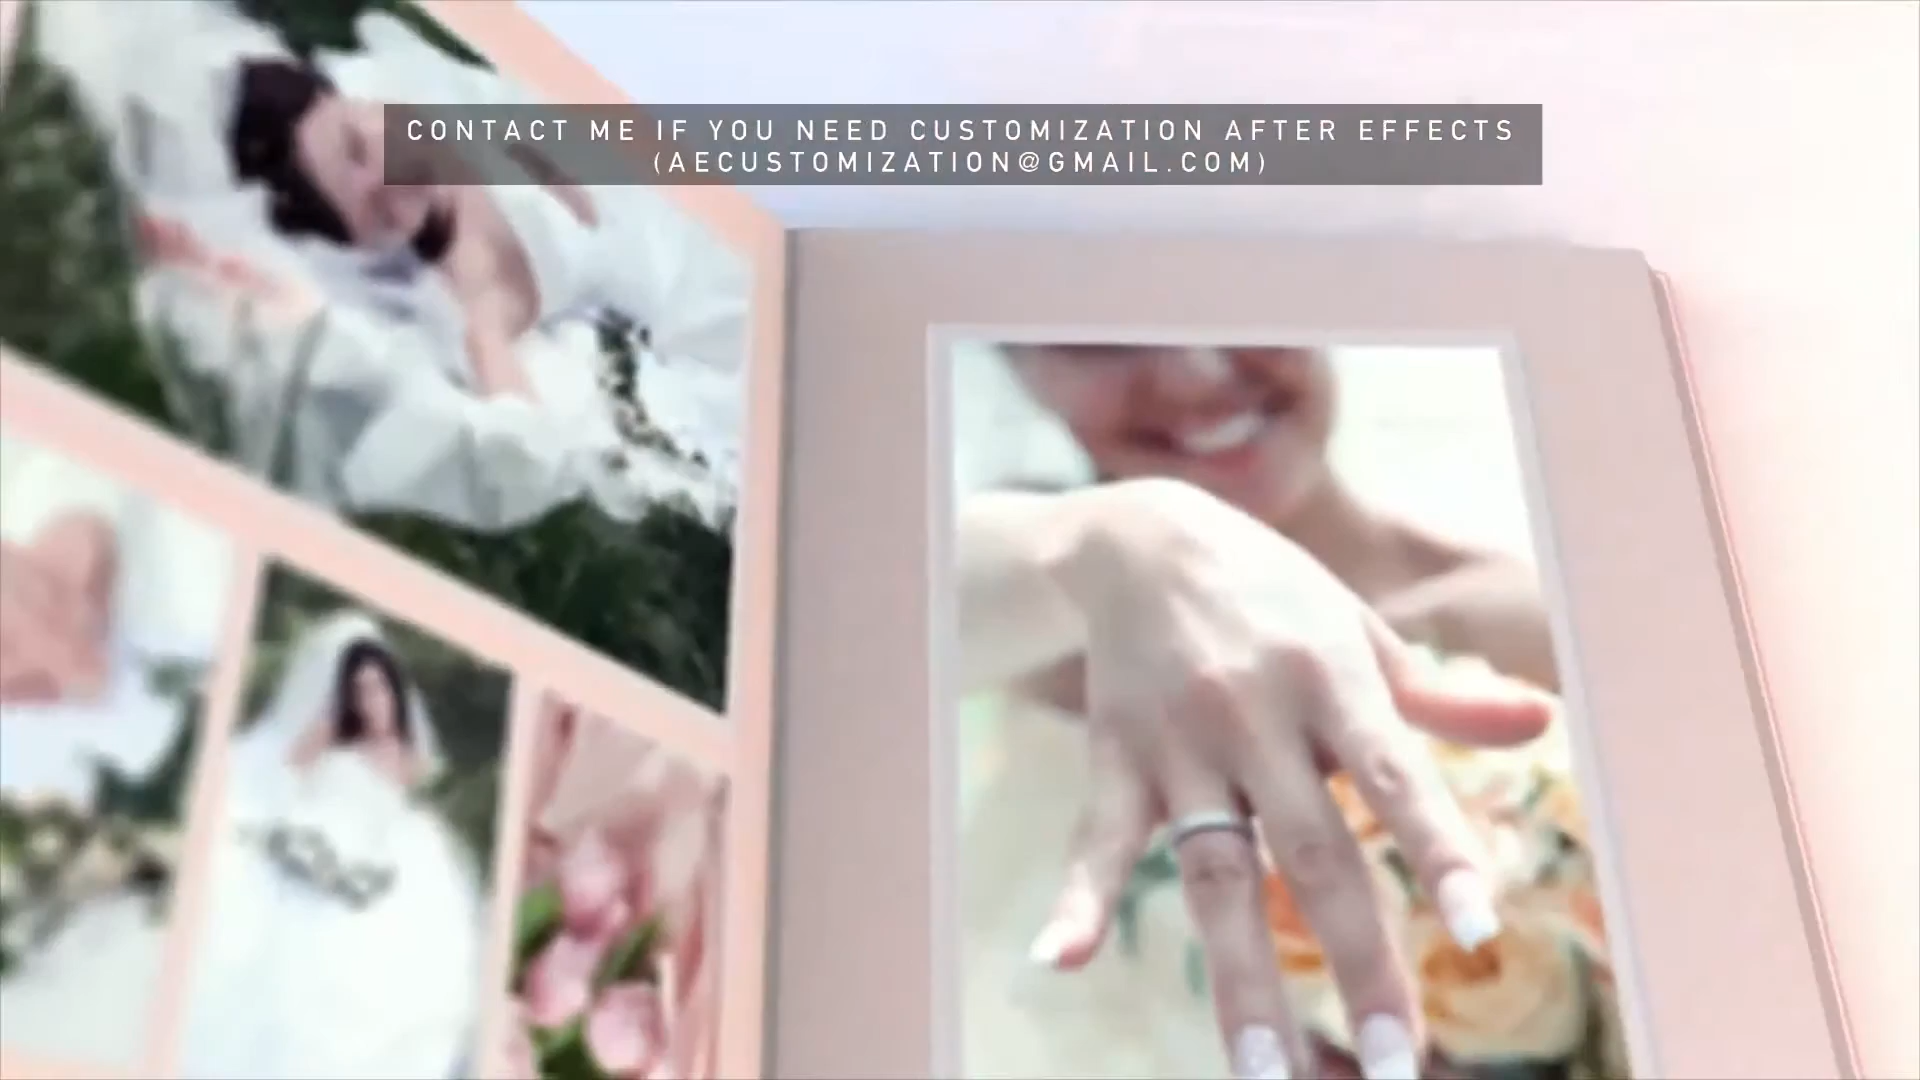 CONTACT ME IF YOU NEED CUSTOMIZATION AFTER EFFECTS
(AECUSTOMIZATION@GMAIL.COM)